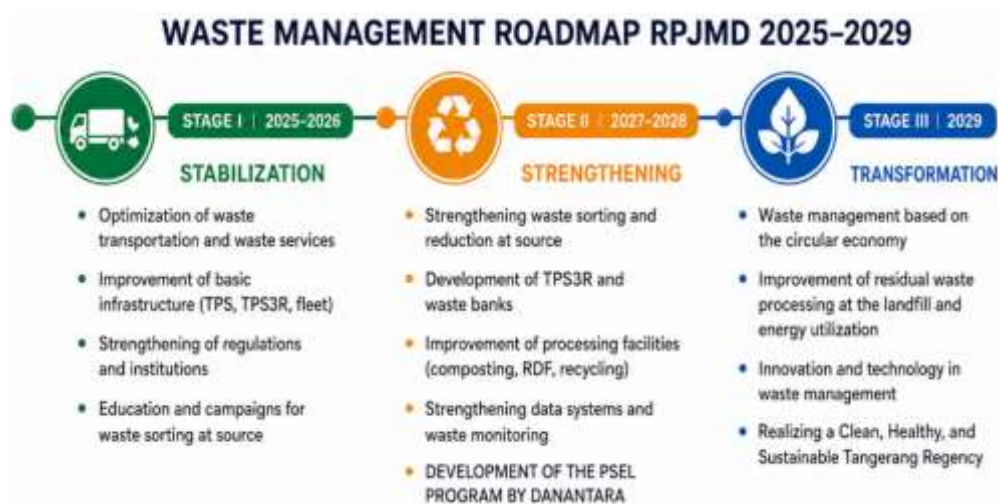 WASTE MANAGEMENT ROADMAP RPJMD 2025–2029
STAGE I | 2025–2026
STABILIZATION
• Optimization of waste
transportation and waste services
• Improvement of basic
infrastructure (TPS, TPS3R, fleet)
• Strengthening of regulations
and institutions
• Education and campaigns for
waste sorting at source
STAGE II | 2027–2028
STRENGTHENING
• Strengthening waste sorting and
reduction at source
• Development of TPS3R and
waste banks
• Improvement of processing facilities
(composting, RDF, recycling)
• Strengthening data systems and
waste monitoring
• DEVELOPMENT OF THE PSEL
PROGRAM BY DANANTARA
STAGE III | 2029
TRANSFORMATION
• Waste management based on
the circular economy
• Improvement of residual waste
processing at the landfill and
energy utilization
• Innovation and technology in
waste management
• Realizing a Clean, Healthy, and
Sustainable Tangerang Regency